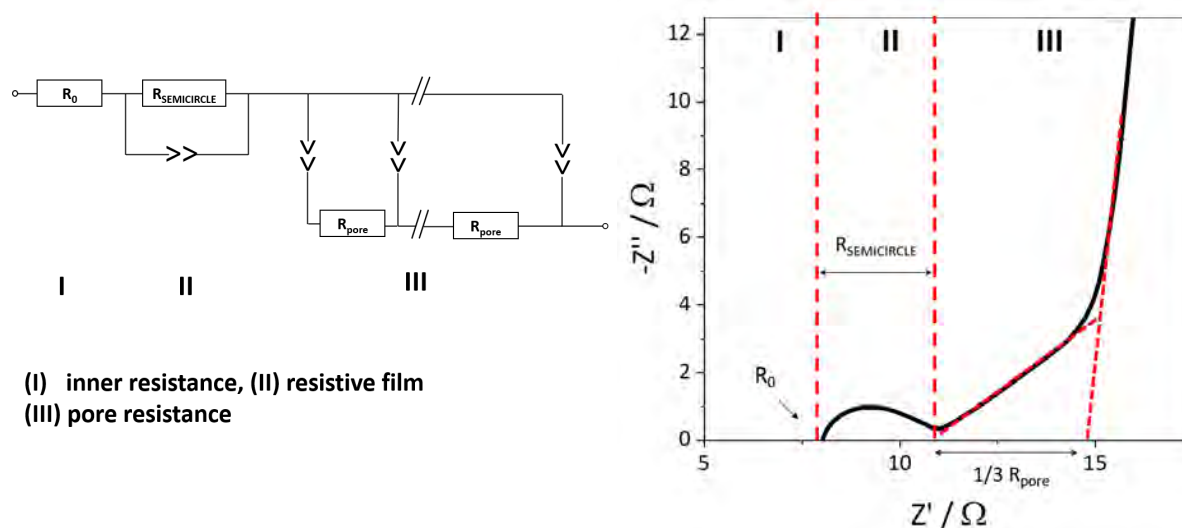 R0
RSEMICIRCLE
Rpore
Rpore
I
II
III
(I) inner resistance, (II) resistive film
(III) pore resistance
I
II
III
12
10
8
6
4
2
0
-Z'' / Ω
RSEMICIRCLE
R0
1/3 Rpore
5
10
15
Z' / Ω